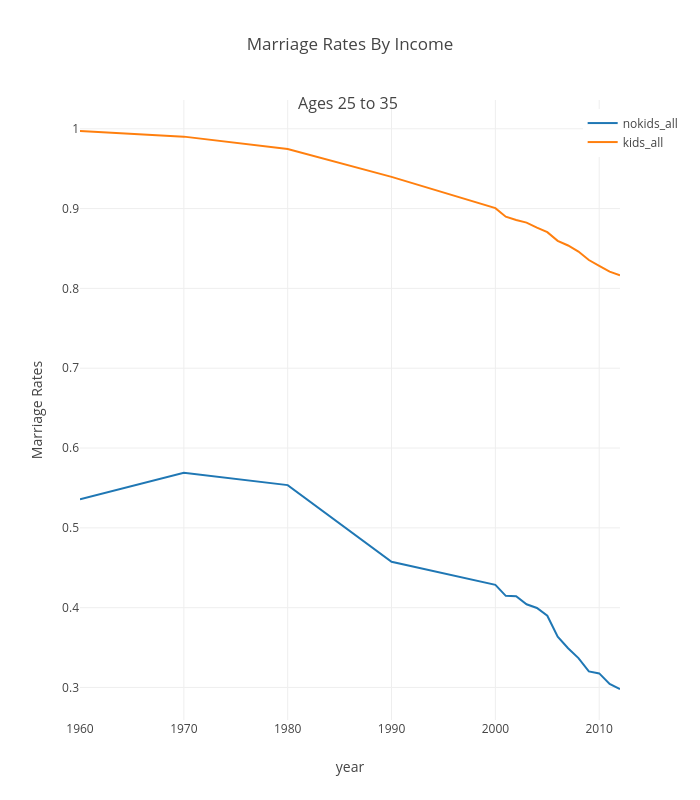 Marriage Rates By Income
Ages 25 to 35
nokids_all
kids_all
1
0.9
0.8
0.7
0.6
0.5
0.4
0.3
Marriage Rates
1960 1970 1980 1990 2000 2010
year